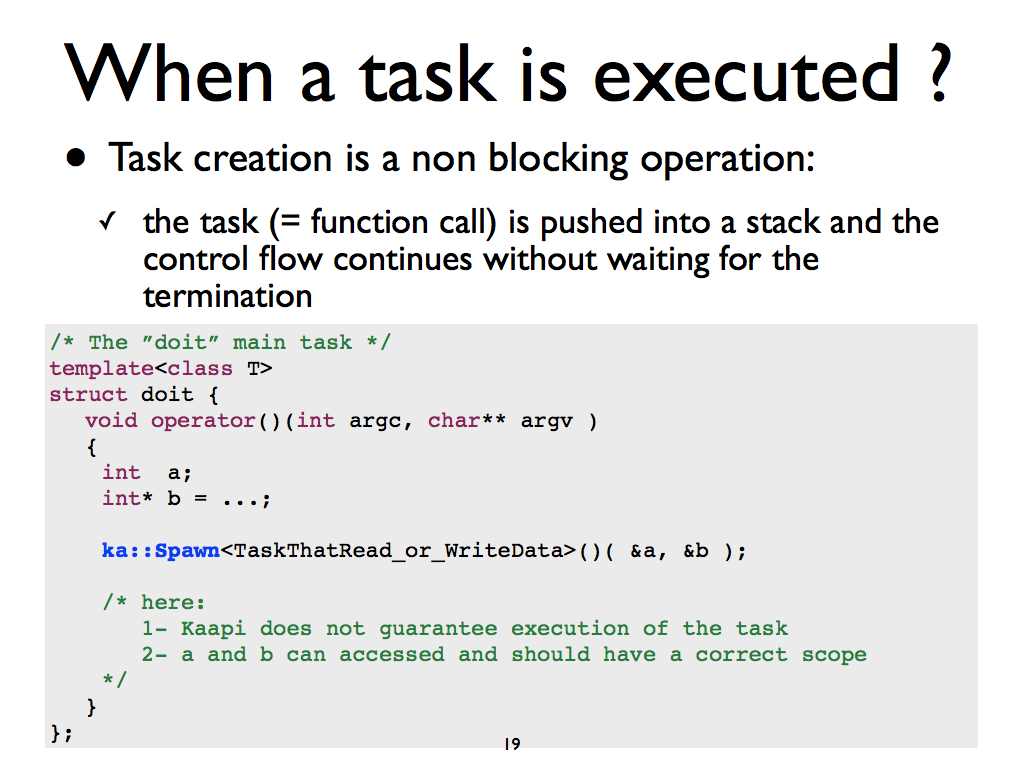 When a task is executed ?
• Task creation is a non blocking operation:
✓ the task (= function call) is pushed into a stack and the
control flow continues without waiting for the
termination
/* The ”doit” main task */
template<class T>
struct doit {
void operator()(int argc, char** argv )
{
int  a;
int* b = ...;
ka::Spawn<TaskThatRead_or_WriteData>()( &a, &b );
/* here:
1- Kaapi does not guarantee execution of the task
2- a and b can accessed and should have a correct scope
*/
}
};
19